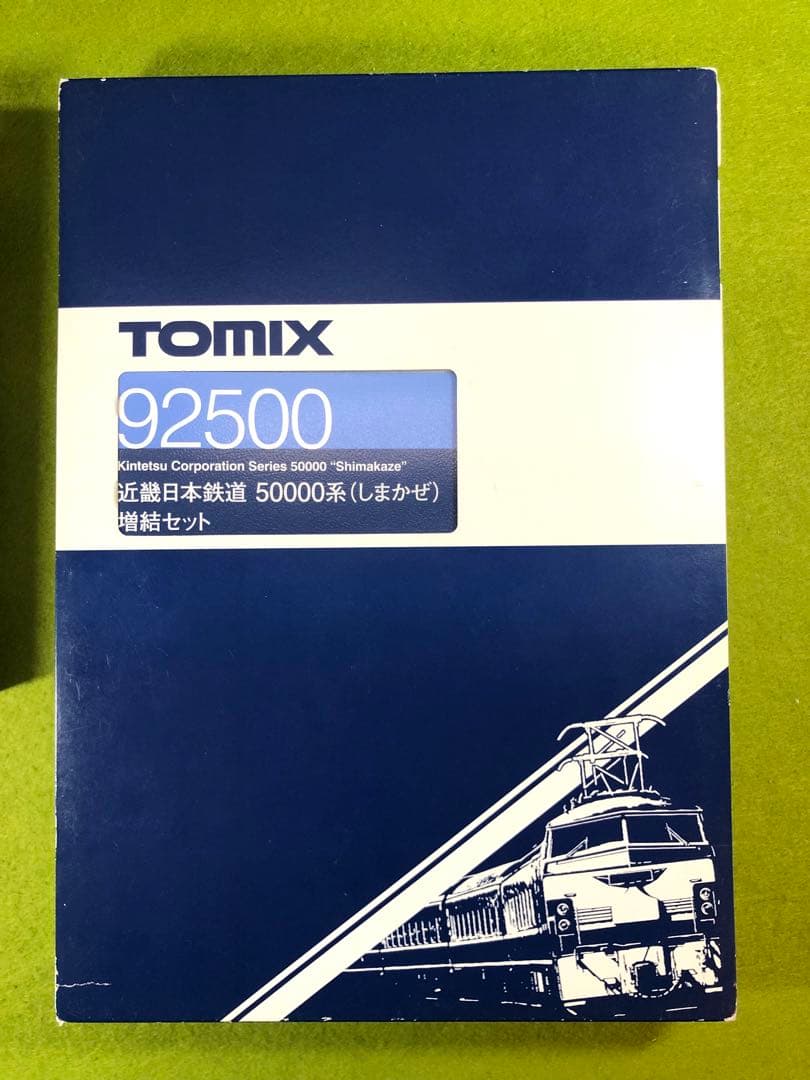 TOMIX
92500
Kintetsu Corporation Series 50000 “Shimakaze”
近畿日本鉄道 50000系(しまかぜ)
増結セット